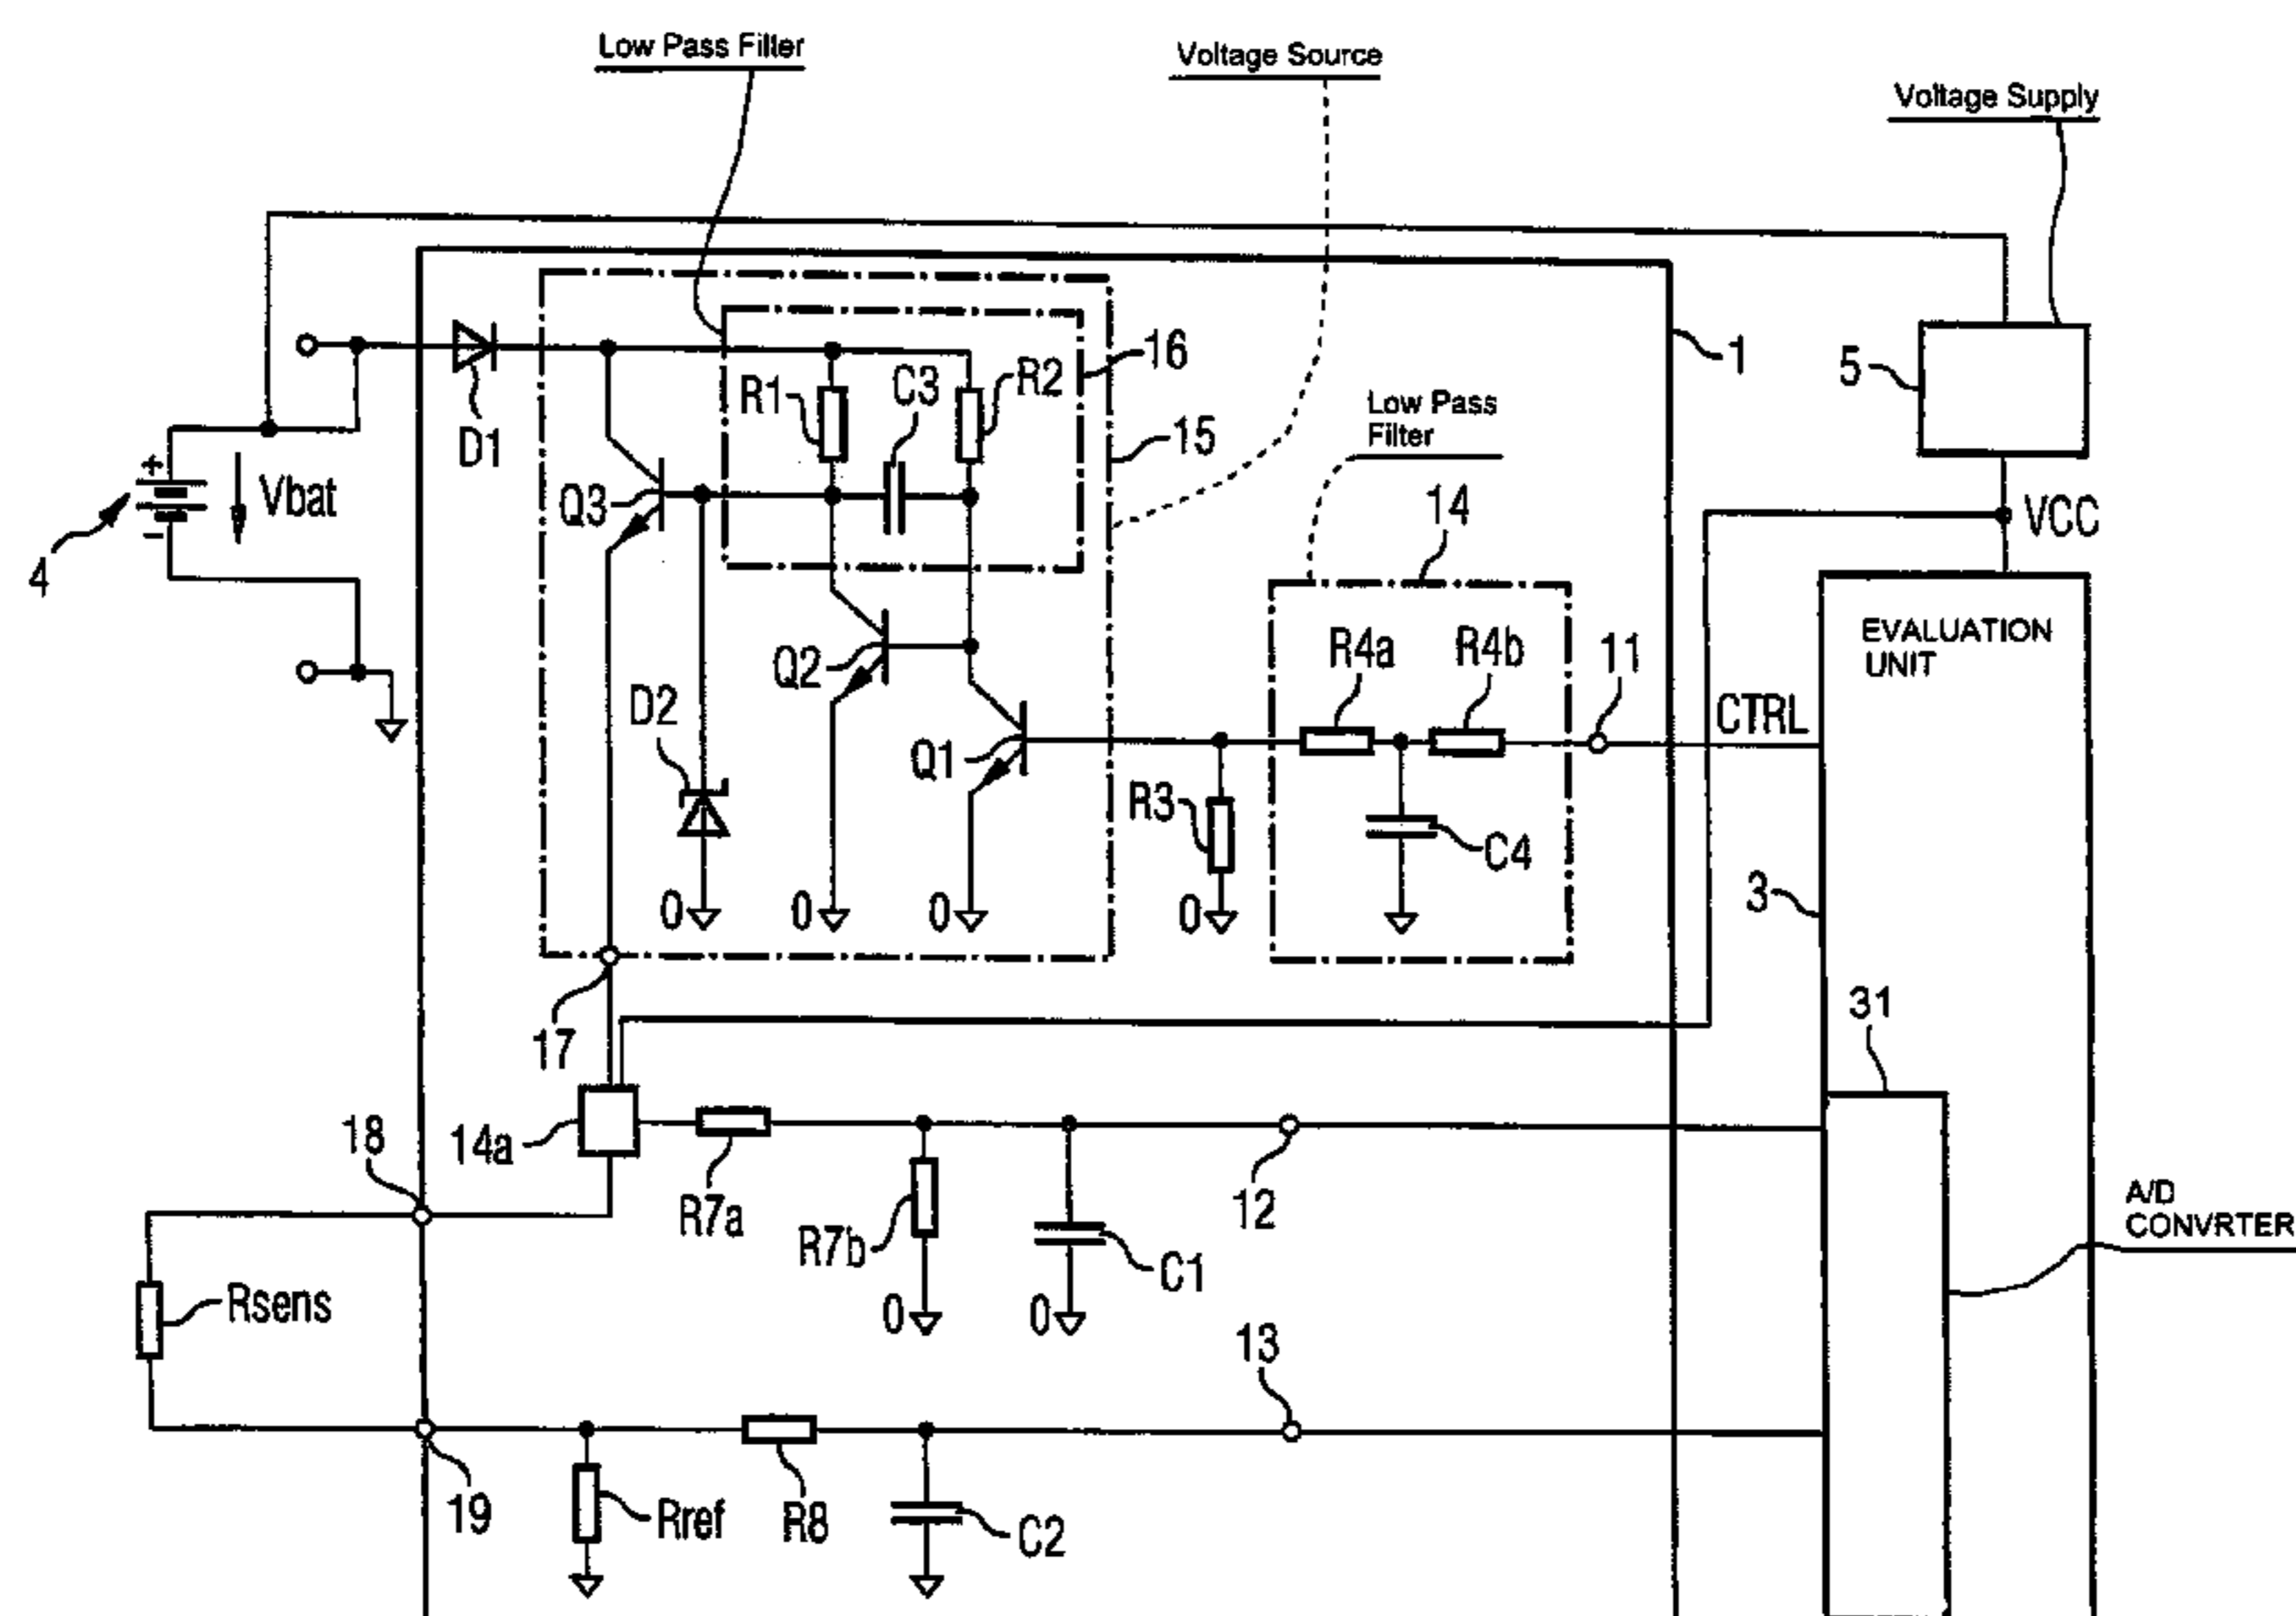 Low Pass Filter
Voltage Source
Voltage Supply
16
1
R1
C3
R2
5
D1
15
Low Pass
Filter
+
Vbat
Q3
14
VCC
−
4
EVALUATION
UNIT
R4a
R4b
11
Q2
D2
CTRL
Q1
R3
C4
3
0
0
0
0
31
17
18
14a
R7a
12
A/D
CONVRTER
R7b
C1
Rsens
0
0
13
19
Rref
R8
C2